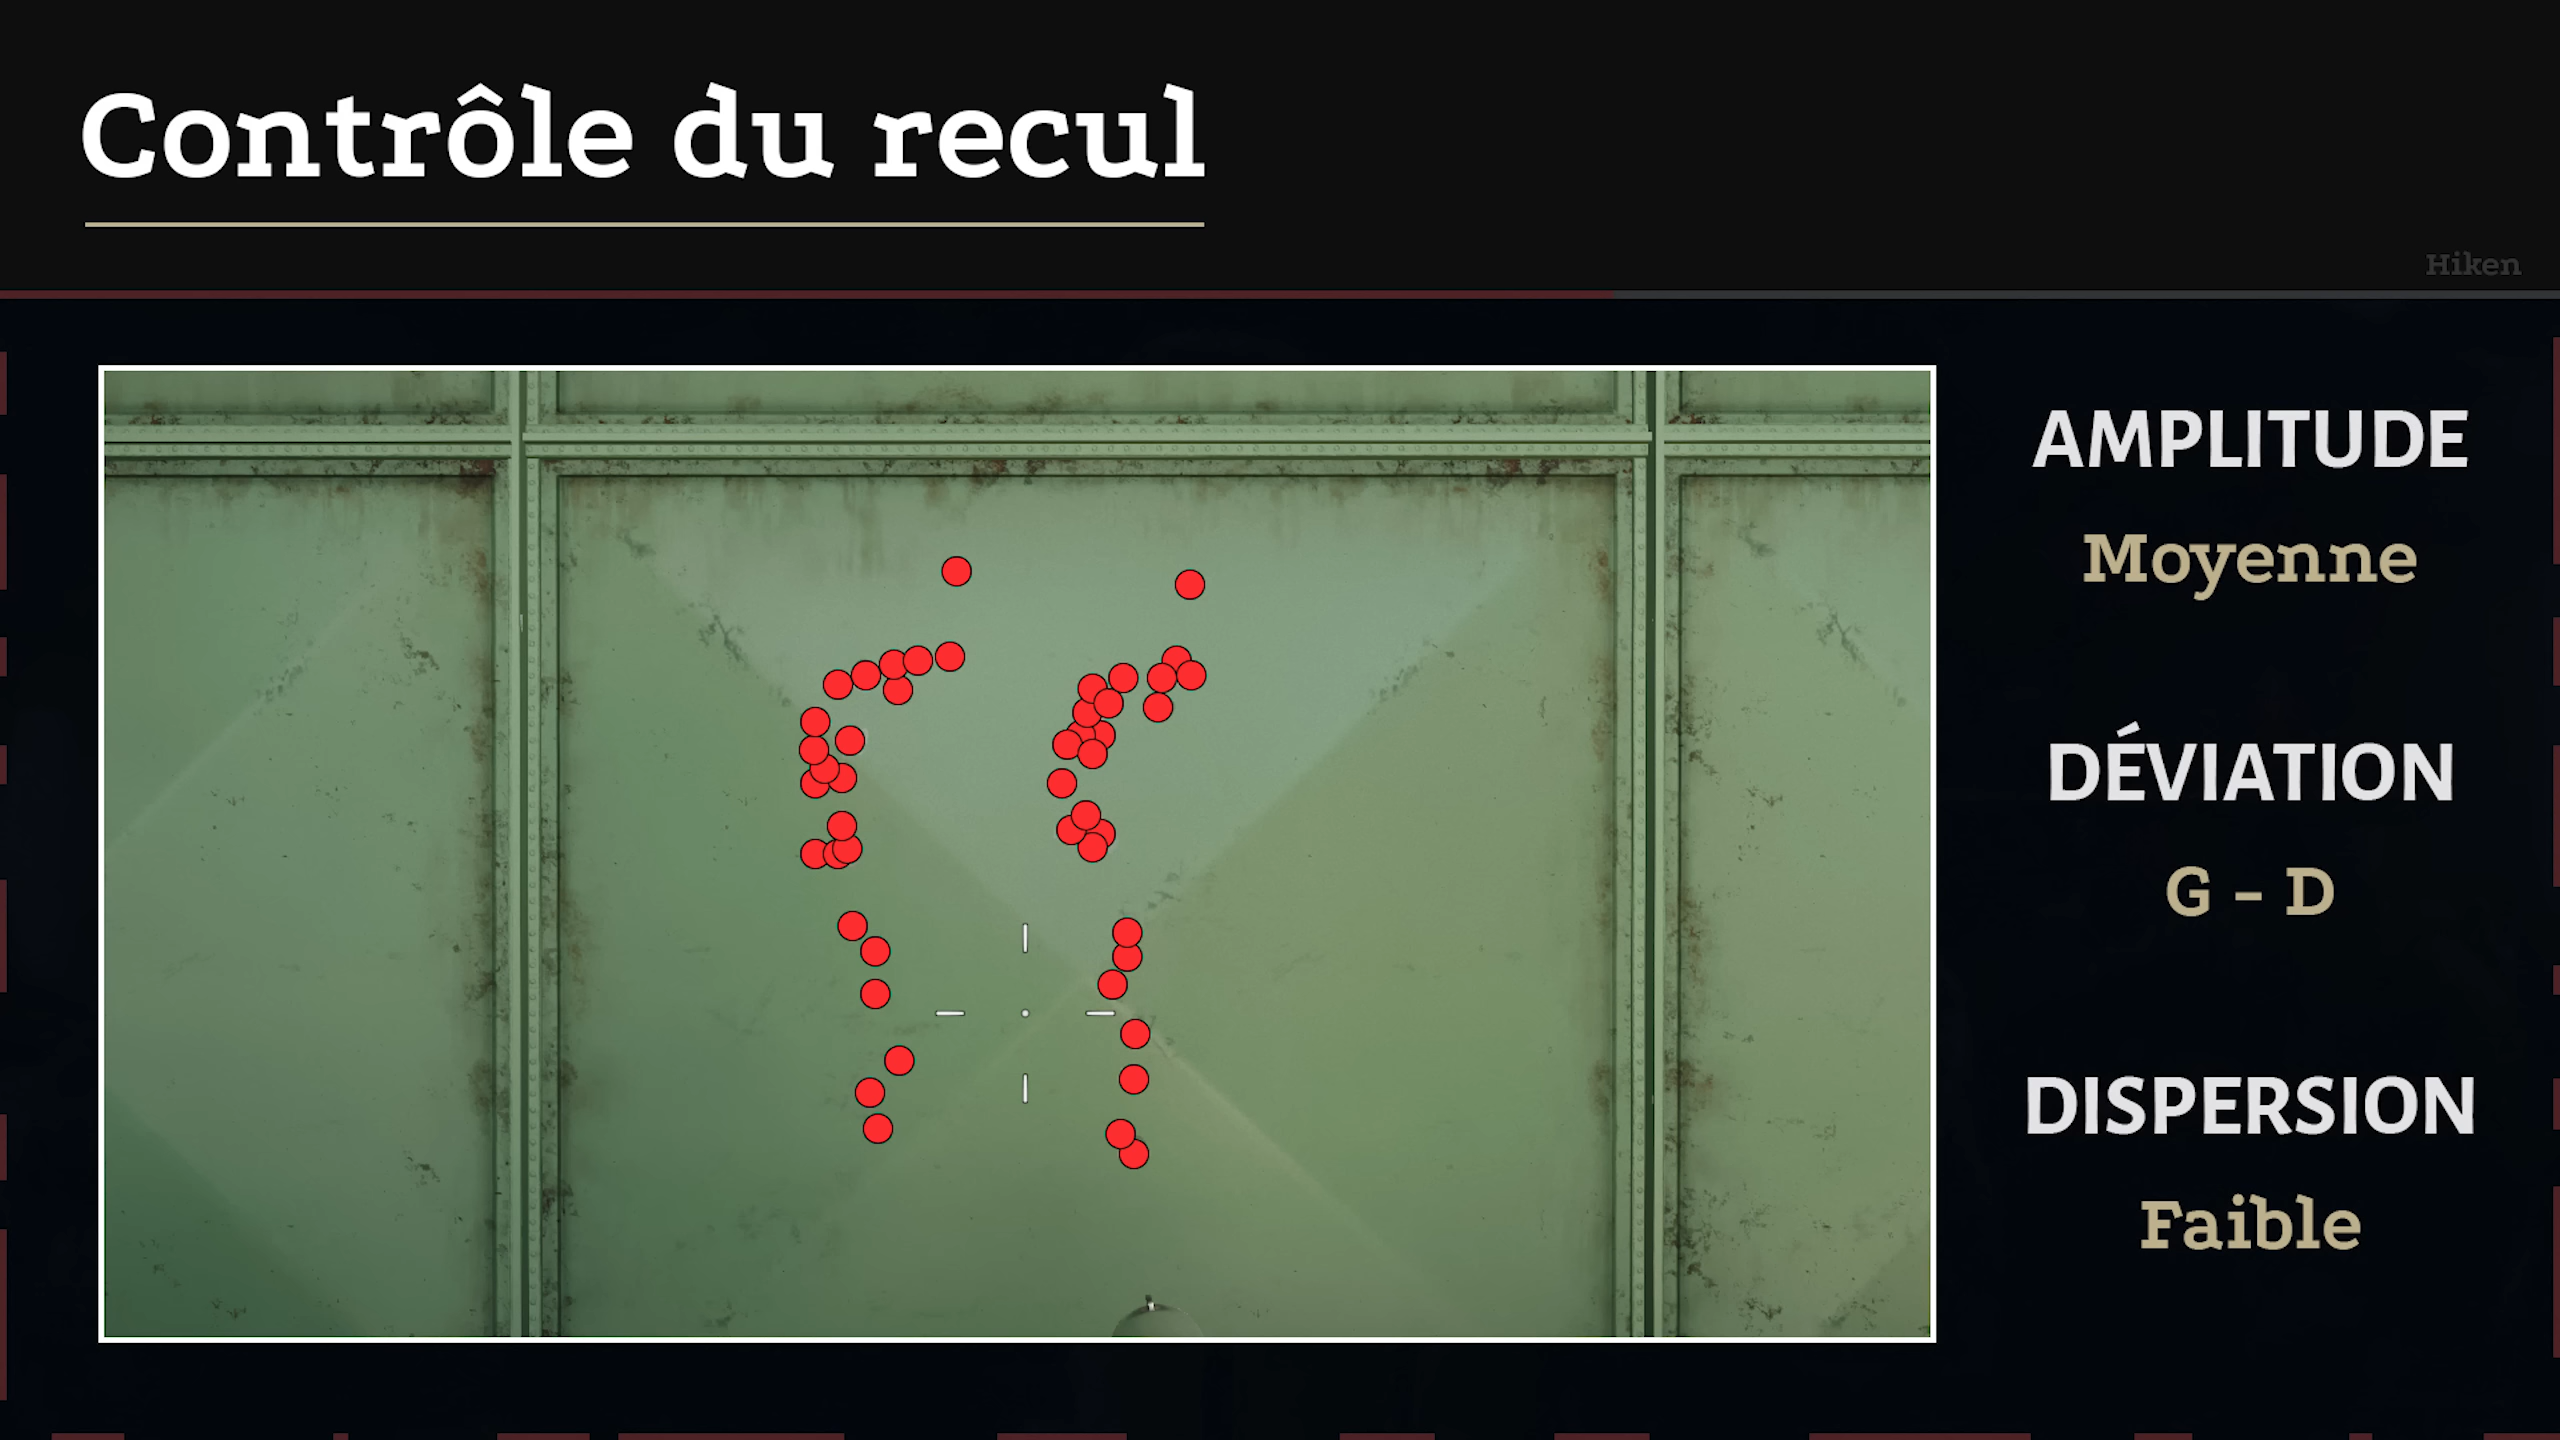 Contrôle du recul
Hiken
AMPLITUDE
Moyenne
DÉVIATION
G - D
DISPERSION
Faible